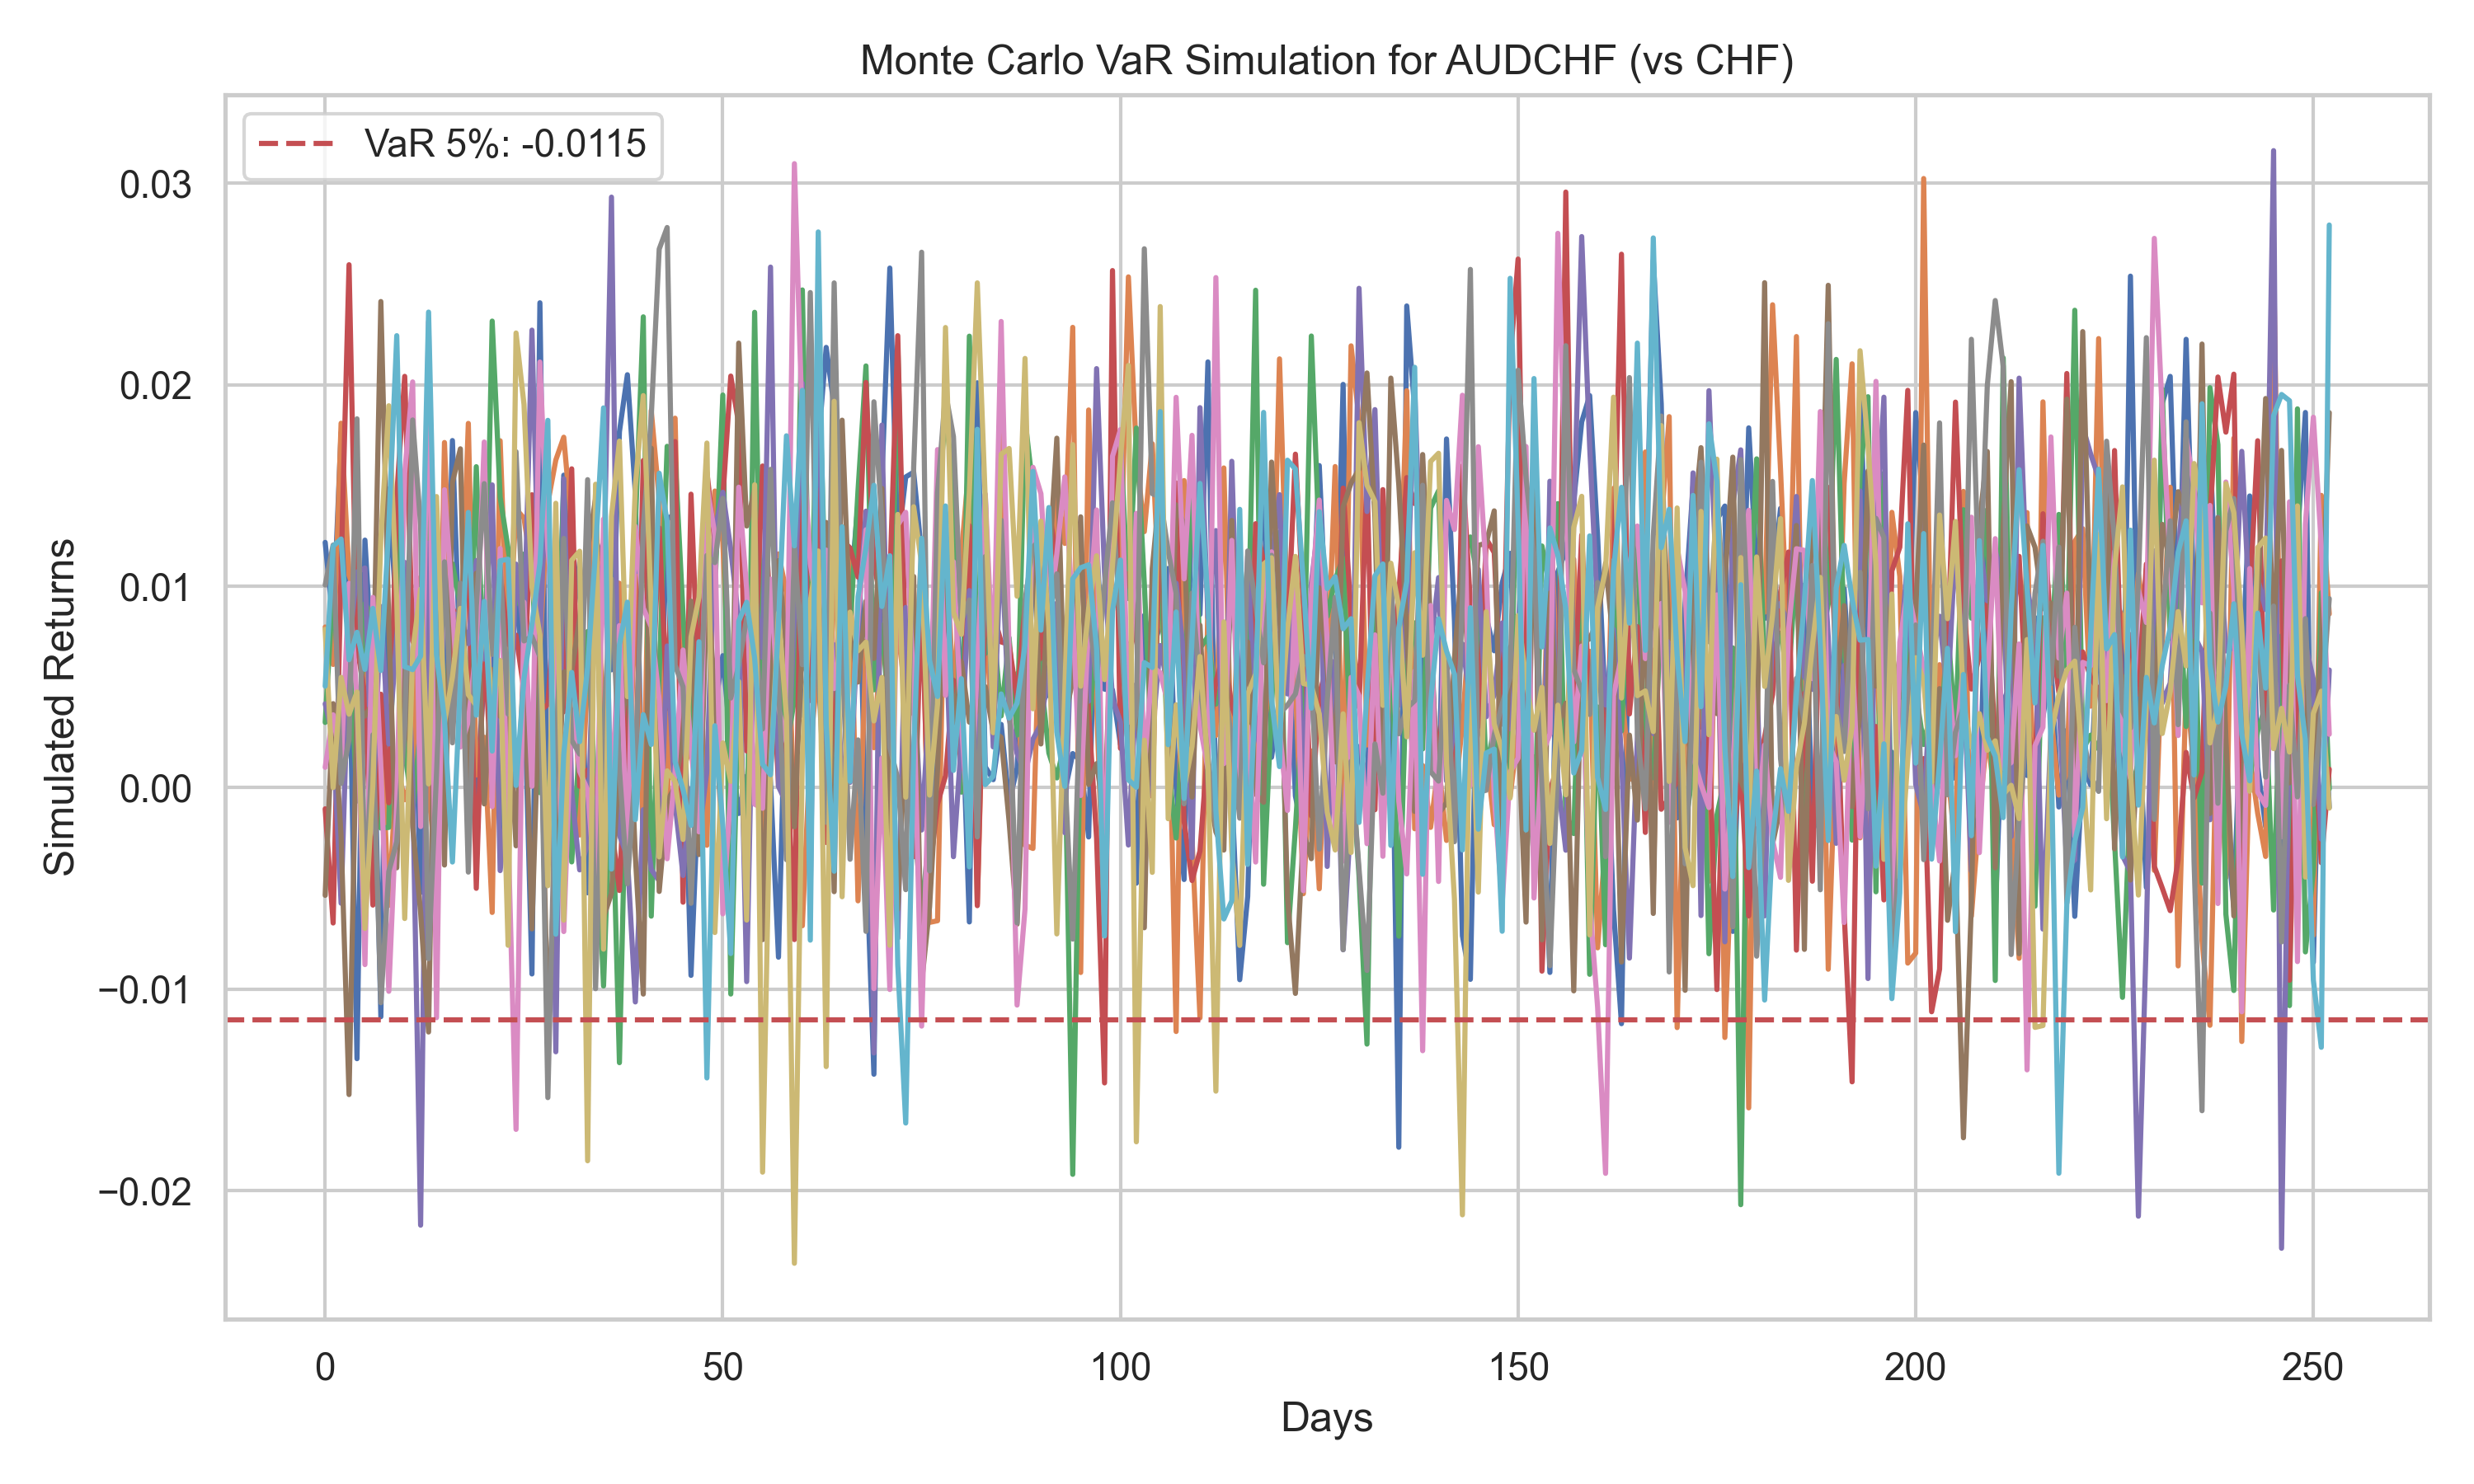 Monte Carlo VaR Simulation for AUDCHF (vs CHF)
VaR 5%: -0.0115
Simulated Returns
0.03
0.02
0.01
0.00
−0.01
−0.02
0 50 100 150 200 250
Days